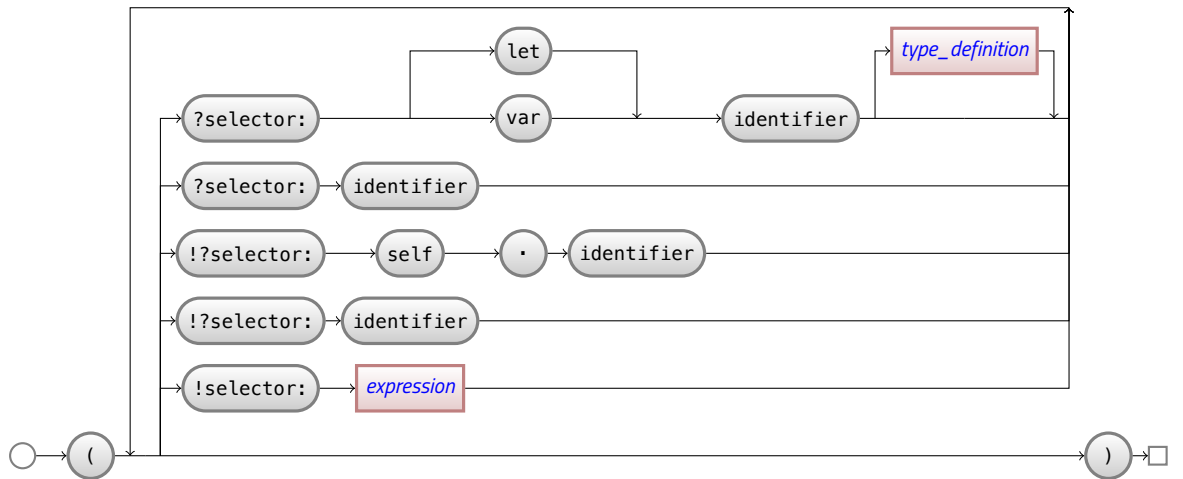 let
type_definition
?selector: var identifier
?selector: identifier
!?selector: self . identifier
!?selector: identifier
!selector: expression
( )